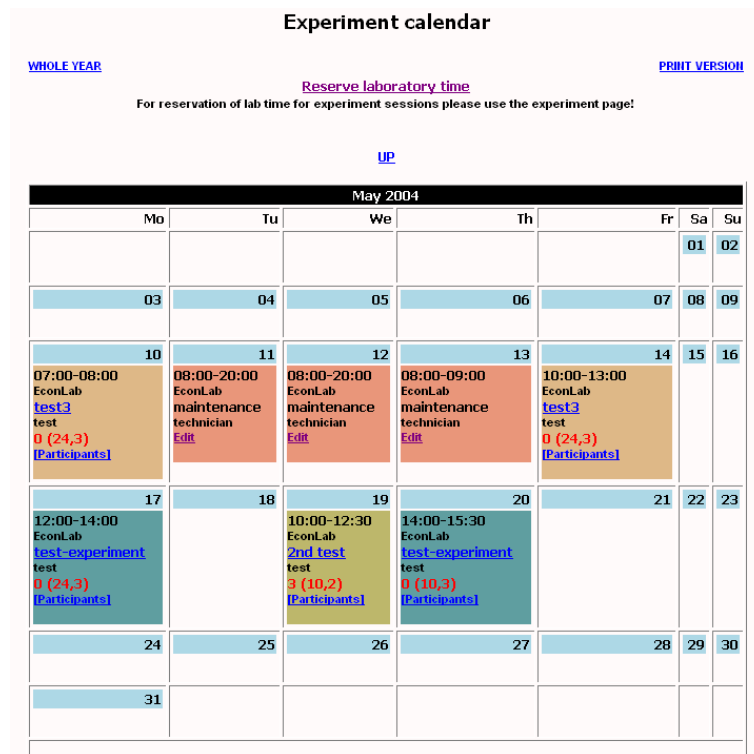 Experiment calendar
WHOLE YEAR PRINT VERSION
Reserve laboratory time
For reservation of lab time for experiment sessions please use the experiment page!
UP
May 2004
Mo Tu We Th Fr Sa Su
01 02
03 04 05 06 07 08 09
10 11 12 13 14 15 16
07:00-08:00 08:00-20:00 08:00-20:00 08:00-09:00 10:00-13:00
EconLab EconLab EconLab EconLab EconLab
test3 maintenance maintenance maintenance test3
test technician technician technician test
0 (24,3) Edit Edit Edit 0 (24,3)
[Participants] [Participants]
17 18 19 20 21 22 23
12:00-14:00 10:00-12:30 14:00-15:30
EconLab EconLab EconLab
test-experiment 2nd test test-experiment
test test test
0 (24,3) 3 (10,2) 0 (10,3)
[Participants] [Participants] [Participants]
24 25 26 27 28 29 30
31